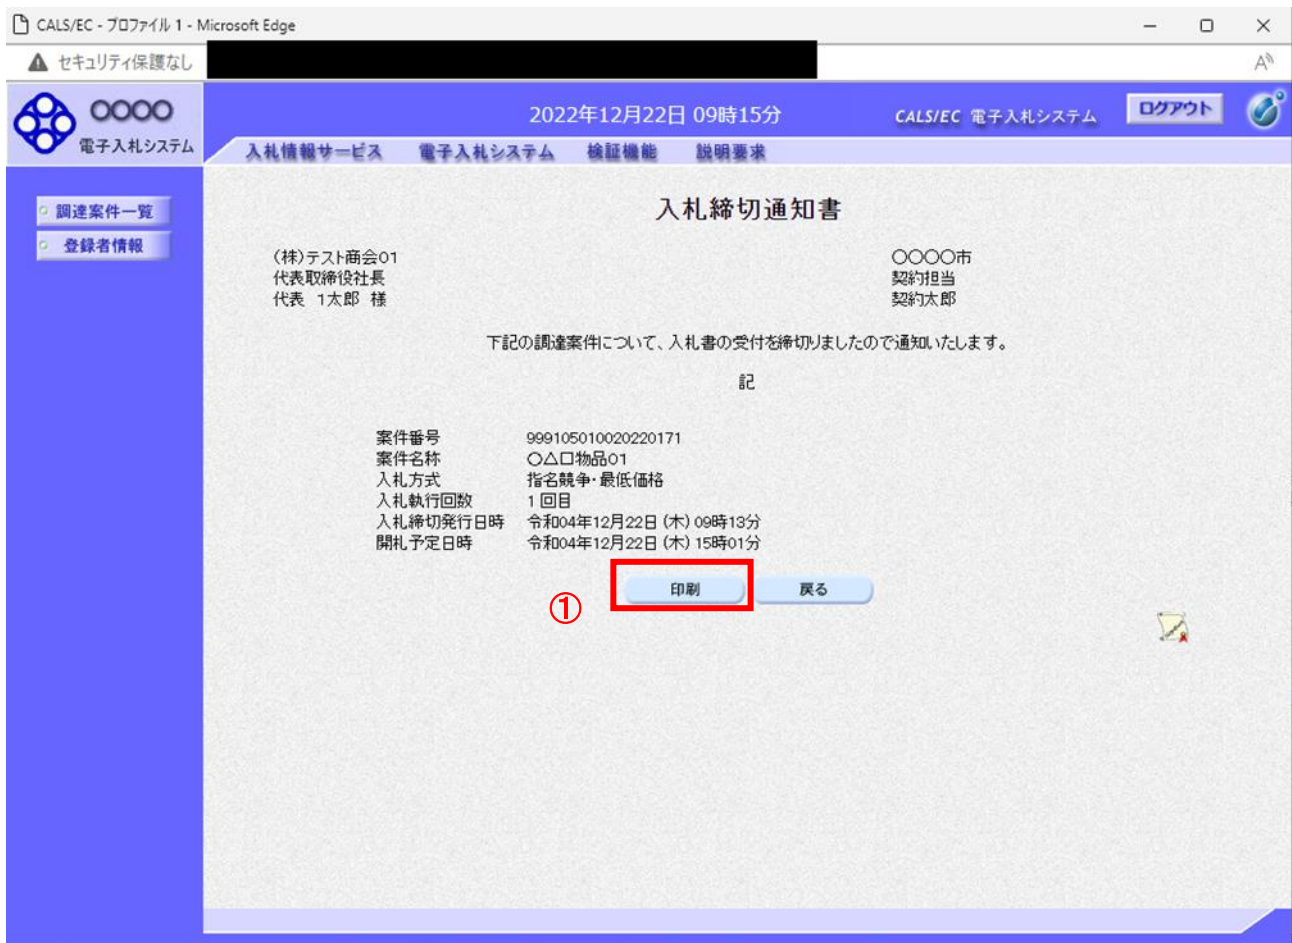 CALS/EC - プロファイル 1 - Microsoft Edge
セキュリティ保護なし
A
〇〇〇〇
電子入札システム
2022年12月22日 09時15分
CALS/EC 電子入札システム
ログアウト
入札情報サービス 電子入札システム 検証機能 説明要求
調達案件一覧
登録者情報
入札締切通知書
(株)テスト商会01
代表取締役社長
代表 1太郎 様
〇〇〇〇市
契約担当
契約太郎
下記の調達案件について、入札書の受付を締切りましたので通知いたします。
記
案件番号 999105010020220171
案件名称 〇△□物品01
入札方式 指名競争・最低価格
入札執行回数 1回目
入札締切発行日時 令和04年12月22日 (木) 09時13分
開札予定日時 令和04年12月22日 (木) 15時01分
印刷 戻る
①